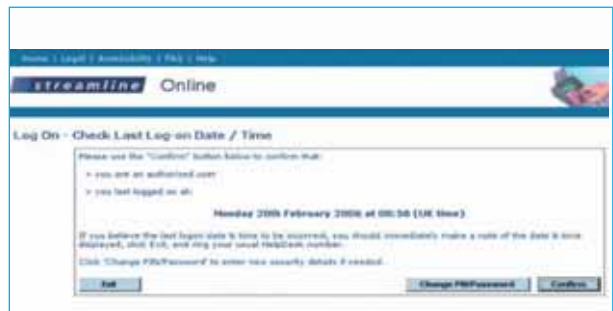 Home | Legal | Accessibility | FAQ | Help
streamline Online
Log On - Check Last Log-on Date / Time
Please use the "Confirm" button below to confirm that:
> you are an authorised user
> you last logged on at:
Monday 20th February 2006 at 08:50 (UK time)
If you believe the last logon date & time to be incorrect, you should immediately make a note of the date & time
displayed, click Exit, and ring your usual HelpDesk number.
Click 'Change PIN/Password' to enter new security details if needed.
Exit Change PIN/Password Confirm